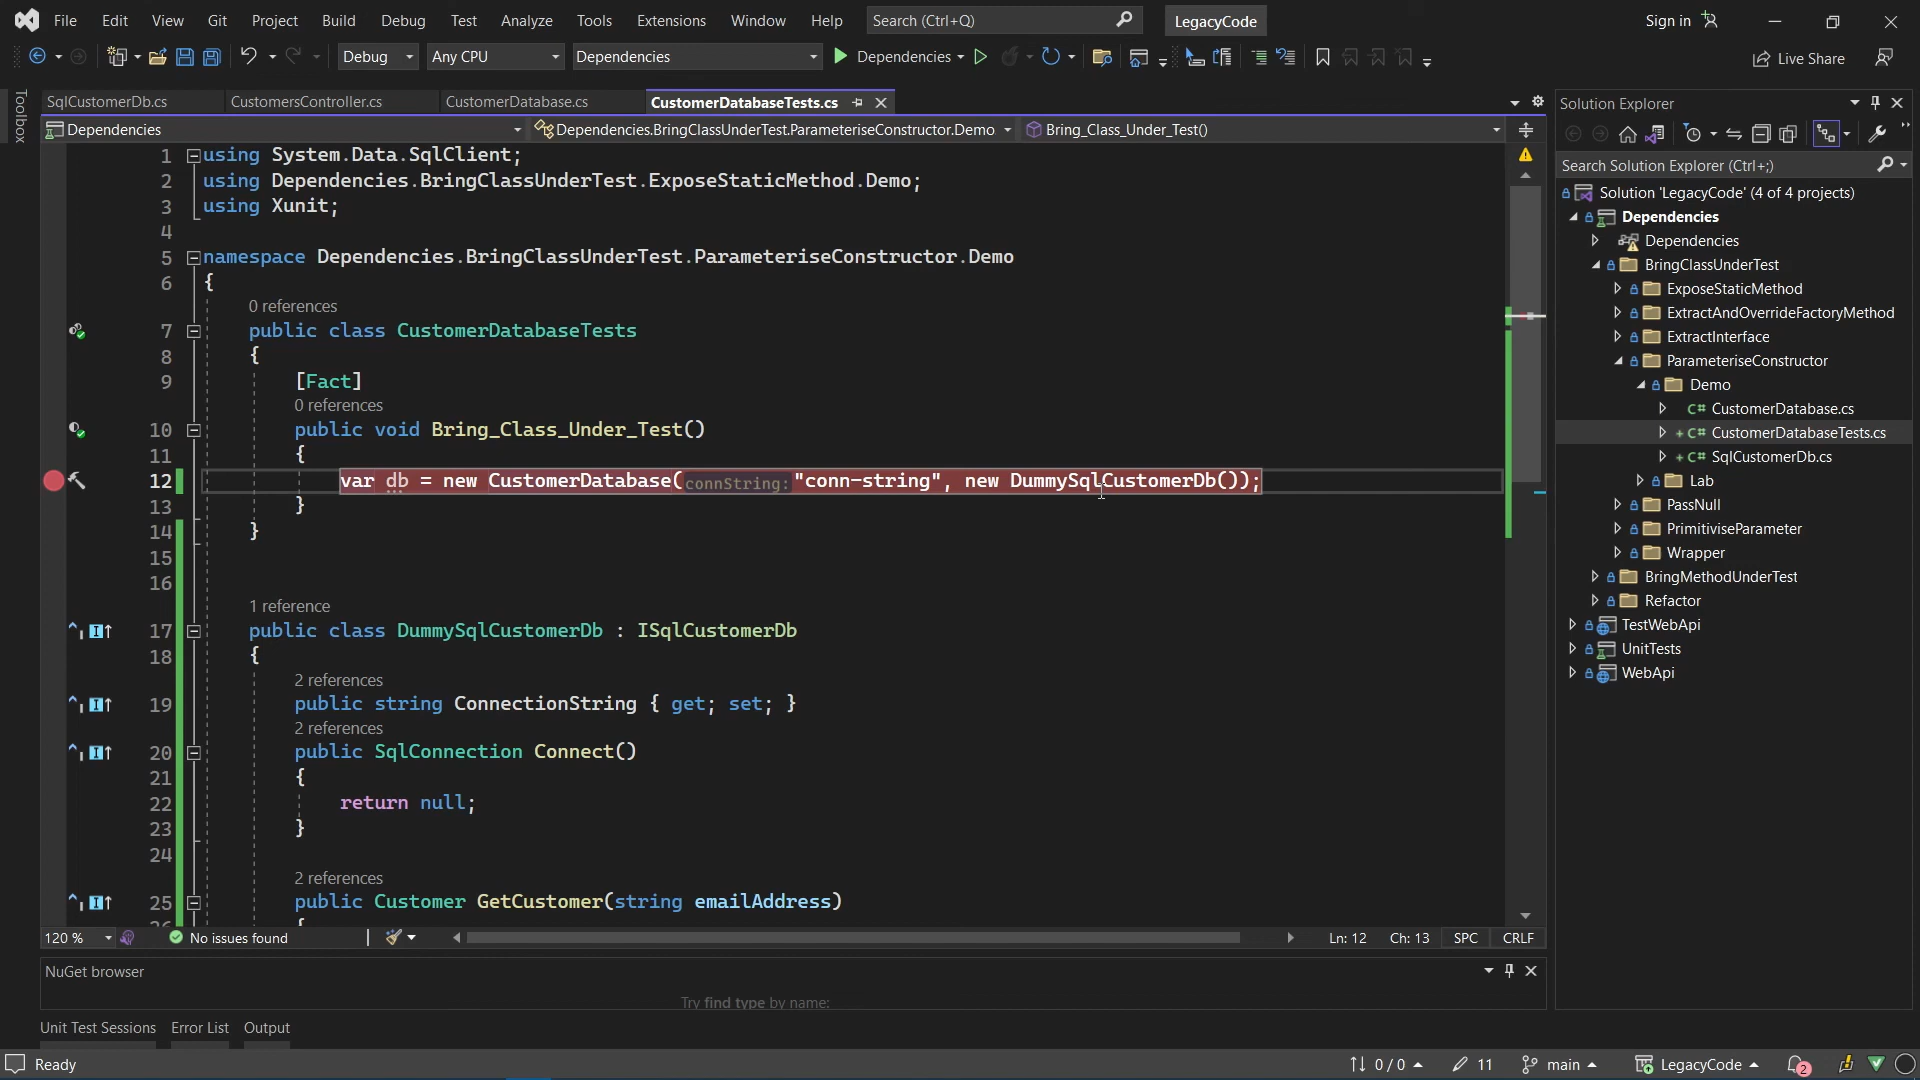 File Edit View Git Project Build Debug Test Analyze Tools Extensions Window Help Search (Ctrl+Q) LegacyCode Sign in
Debug Any CPU Dependencies Dependencies Live Share
Toolbox
SqlCustomerDb.cs CustomersController.cs CustomerDatabase.cs CustomerDatabaseTests.cs
Dependencies Dependencies.BringClassUnderTest.ParameteriseConstructor.Demo Bring_Class_Under_Test()
1 using System.Data.SqlClient;
2 using Dependencies.BringClassUnderTest.ExposeStaticMethod.Demo;
3 using Xunit;
4
5 namespace Dependencies.BringClassUnderTest.ParameteriseConstructor.Demo
6 {
0 references
7 public class CustomerDatabaseTests
8 {
9 [Fact]
0 references
10 public void Bring_Class_Under_Test()
11 {
12 var db = new CustomerDatabase(connString: "conn-string", new DummySqlCustomerDb());
13 }
14 }
15
16
1 reference
17 public class DummySqlCustomerDb : ISqlCustomerDb
18 {
2 references
19 public string ConnectionString { get; set; }
2 references
20 public SqlConnection Connect()
21 {
22 return null;
23 }
24
2 references
25 public Customer GetCustomer(string emailAddress)
26 {
120 % No issues found Ln: 12 Ch: 13 SPC CRLF
NuGet browser
Try find type by name:
Unit Test Sessions Error List Output
Solution Explorer
Search Solution Explorer (Ctrl+;)
Solution 'LegacyCode' (4 of 4 projects)
Dependencies
Dependencies
BringClassUnderTest
ExposeStaticMethod
ExtractAndOverrideFactoryMethod
ExtractInterface
ParameteriseConstructor
Demo
C# CustomerDatabase.cs
+ C# CustomerDatabaseTests.cs
+ C# SqlCustomerDb.cs
Lab
PassNull
PrimitiviseParameter
Wrapper
BringMethodUnderTest
Refactor
TestWebApi
UnitTests
WebApi
Ready 0 / 0 11 main LegacyCode 2